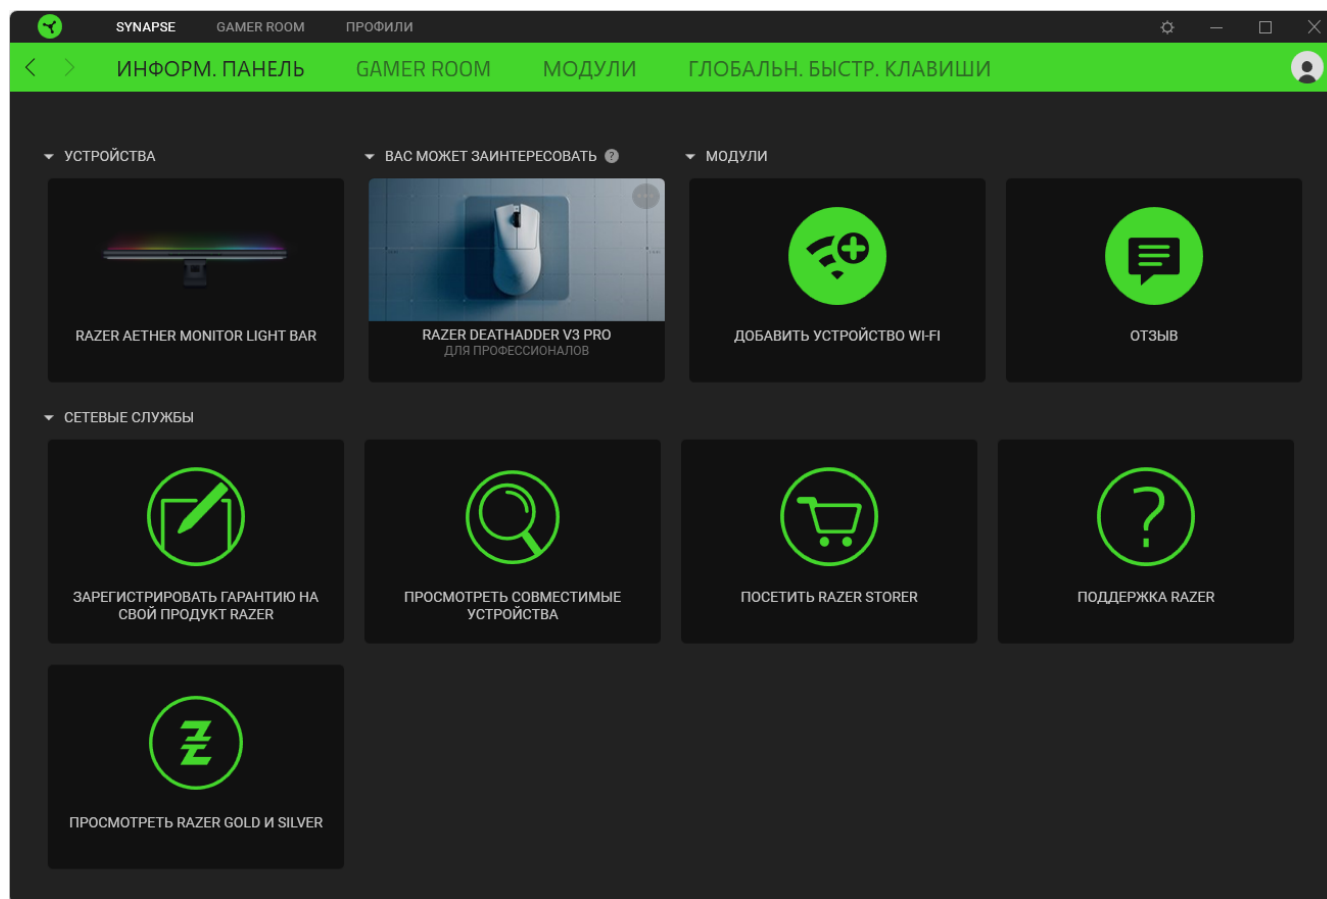 SYNAPSE GAMER ROOM ПРОФИЛИ
ИНФОРМ. ПАНЕЛЬ GAMER ROOM МОДУЛИ ГЛОБАЛЬН. БЫСТР. КЛАВИШИ
УСТРОЙСТВА
RAZER AETHER MONITOR LIGHT BAR
ВАС МОЖЕТ ЗАИНТЕРЕСОВАТЬ ?
RAZER DEATHADDER V3 PRO
ДЛЯ ПРОФЕССИОНАЛОВ
МОДУЛИ
ДОБАВИТЬ УСТРОЙСТВО WI-FI
ОТЗЫВ
СЕТЕВЫЕ СЛУЖБЫ
ЗАРЕГИСТРИРОВАТЬ ГАРАНТИЮ НА
СВОЙ ПРОДУКТ RAZER
ПРОСМОТРЕТЬ СОВМЕСТИМЫЕ
УСТРОЙСТВА
ПОСЕТИТЬ RAZER STORER
ПОДДЕРЖКА RAZER
ПРОСМОТРЕТЬ RAZER GOLD И SILVER